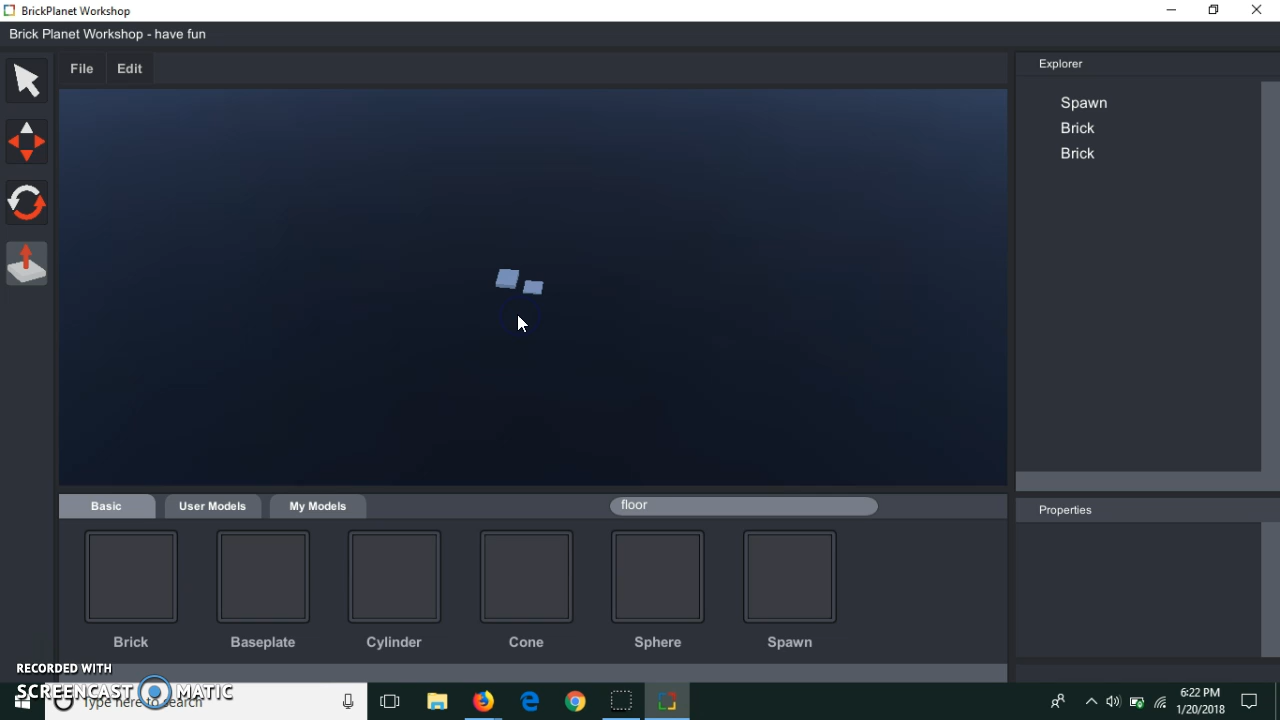 BrickPlanet Workshop
Brick Planet Workshop - have fun
File Edit
Explorer
Spawn
Brick
Brick
Basic User Models My Models floor
Properties
Brick Baseplate Cylinder Cone Sphere Spawn
RECORDED WITH
SCREENCAST MATIC
Type here to search
6:22 PM
1/20/2018